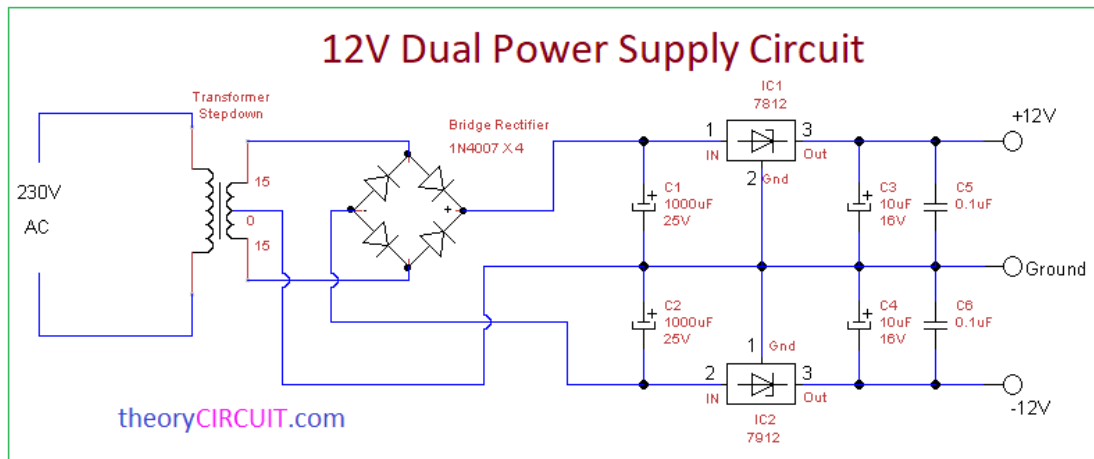 12V Dual Power Supply Circuit
Transformer
Stepdown
230V
AC
15
0
15
Bridge Rectifier
1N4007 X 4
-
+
IC1
7812
1
IN
2
Gnd
3
Out
C1
1000uF
25V
C3
10uF
16V
C5
0.1uF
+12V
Ground
C2
1000uF
25V
C4
10uF
16V
C6
0.1uF
1
Gnd
2
IN
3
Out
IC2
7912
-12V
theoryCIRCUIT.com